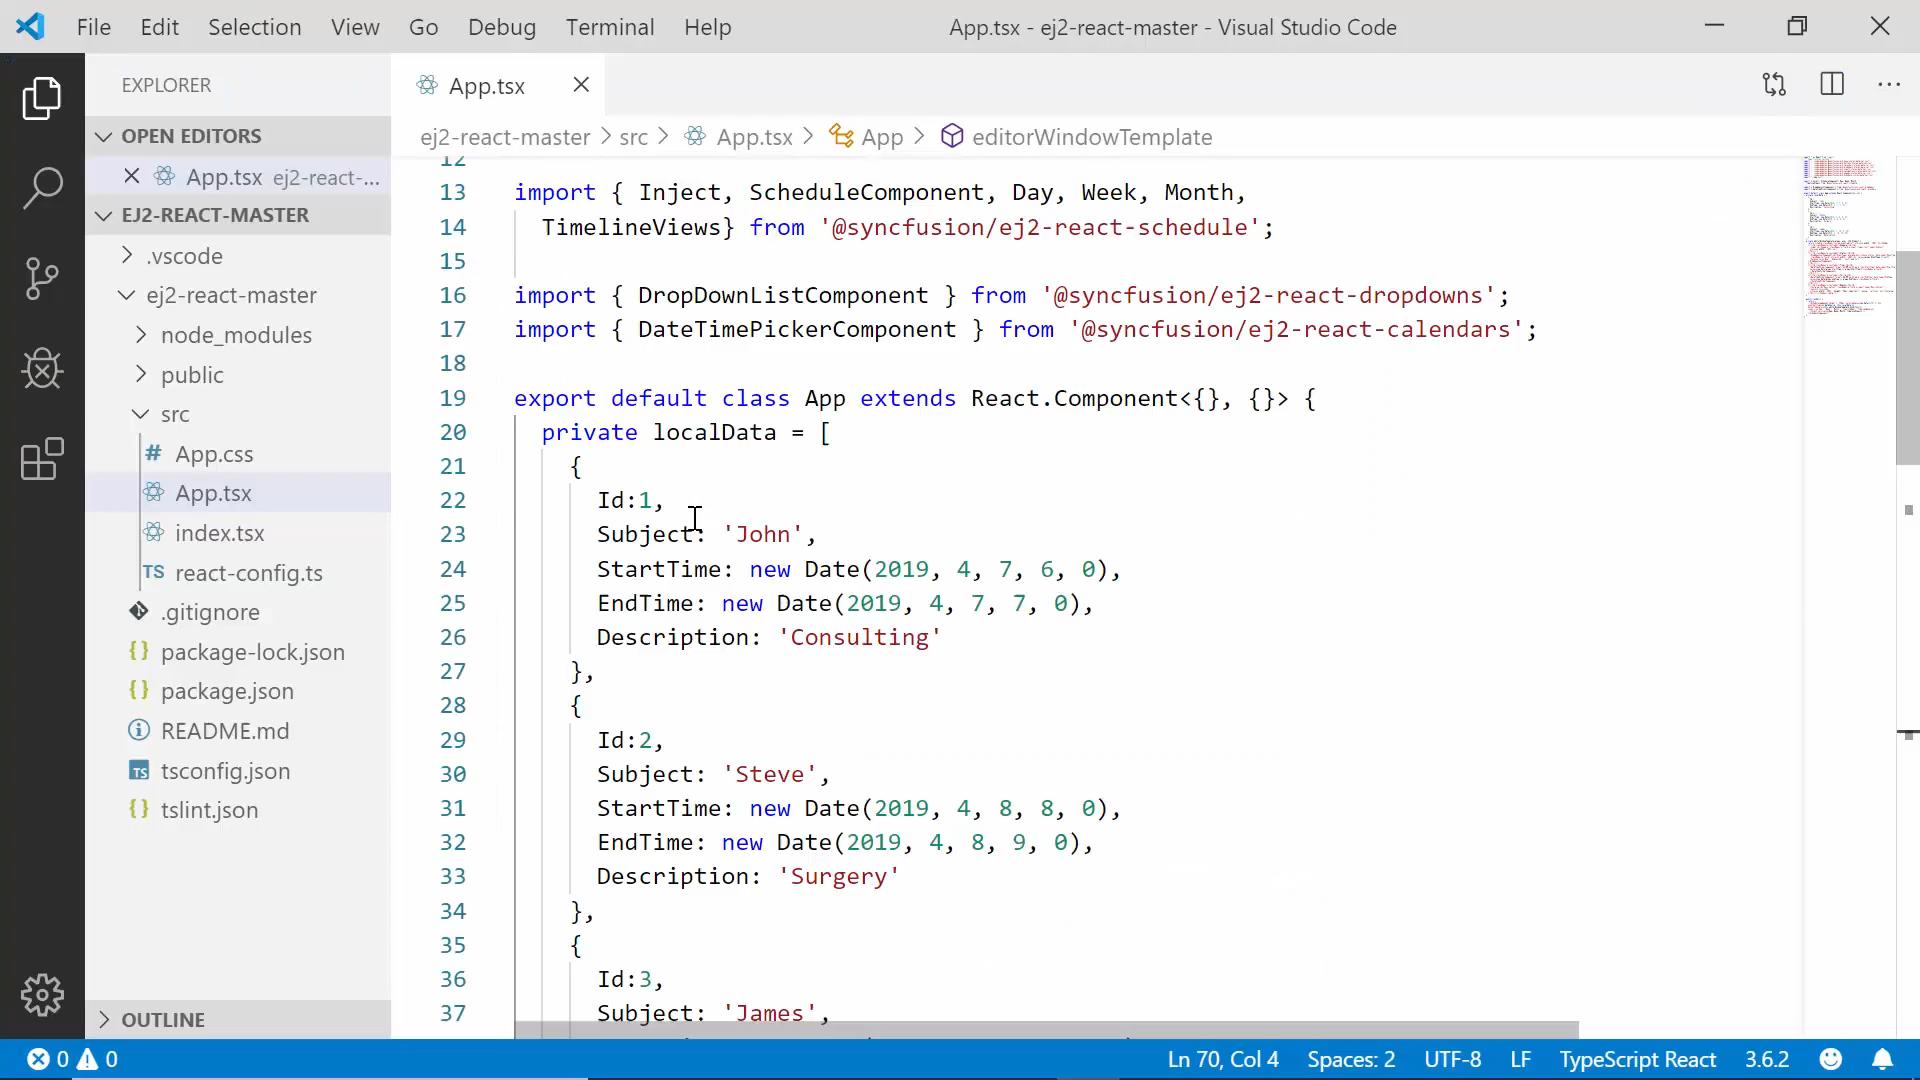 File Edit Selection View Go Debug Terminal Help App.tsx - ej2-react-master - Visual Studio Code
EXPLORER
OPEN EDITORS
App.tsx ej2-react-...
EJ2-REACT-MASTER
.vscode
ej2-react-master
node_modules
public
src
# App.css
App.tsx
index.tsx
TS react-config.ts
.gitignore
{} package-lock.json
{} package.json
README.md
TS tsconfig.json
{} tslint.json
OUTLINE
App.tsx
ej2-react-master > src > App.tsx > App > editorWindowTemplate
12
13 import { Inject, ScheduleComponent, Day, Week, Month,
14 TimelineViews} from '@syncfusion/ej2-react-schedule';
15
16 import { DropDownListComponent } from '@syncfusion/ej2-react-dropdowns';
17 import { DateTimePickerComponent } from '@syncfusion/ej2-react-calendars';
18
19 export default class App extends React.Component<{}, {}> {
20 private localData = [
21 {
22 Id:1,
23 Subject: 'John',
24 StartTime: new Date(2019, 4, 7, 6, 0),
25 EndTime: new Date(2019, 4, 7, 7, 0),
26 Description: 'Consulting'
27 },
28 {
29 Id:2,
30 Subject: 'Steve',
31 StartTime: new Date(2019, 4, 8, 8, 0),
32 EndTime: new Date(2019, 4, 8, 9, 0),
33 Description: 'Surgery'
34 },
35 {
36 Id:3,
37 Subject: 'James',
0 0 Ln 70, Col 4 Spaces: 2 UTF-8 LF TypeScript React 3.6.2